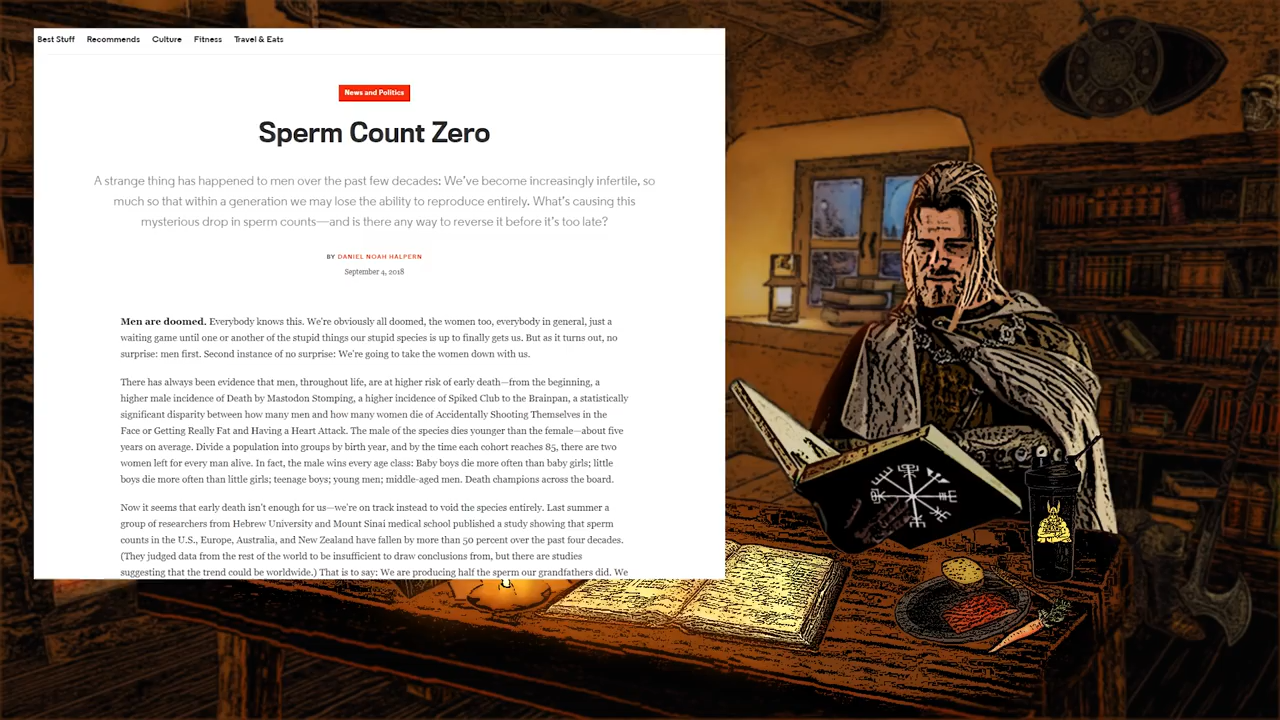 Best Stuff Recommends Culture Fitness Travel & Eats
News and Politics
Sperm Count Zero
A strange thing has happened to men over the past few decades: We've become increasingly infertile, so
much so that within a generation we may lose the ability to reproduce entirely. What's causing this
mysterious drop in sperm counts—and is there any way to reverse it before it's too late?
BY DANIEL NOAH HALPERN
September 4, 2018
Men are doomed. Everybody knows this. We're obviously all doomed, the women too, everybody in general, just a
waiting game until one or another of the stupid things our stupid species is up to finally gets us. But as it turns out, no
surprise: men first. Second instance of no surprise: We're going to take the women down with us.
There has always been evidence that men, throughout life, are at higher risk of early death—from the beginning, a
higher male incidence of Death by Mastodon Stomping, a higher incidence of Spiked Club to the Brainpan, a statistically
significant disparity between how many men and how many women die of Accidentally Shooting Themselves in the
Face or Getting Really Fat and Having a Heart Attack. The male of the species dies younger than the female—about five
years on average. Divide a population into groups by birth year, and by the time each cohort reaches 85, there are two
women left for every man alive. In fact, the male wins every age class: Baby boys die more often than baby girls; little
boys die more often than little girls; teenage boys; young men; middle-aged men. Death champions across the board.
Now it seems that early death isn't enough for us—we're on track instead to void the species entirely. Last summer a
group of researchers from Hebrew University and Mount Sinai medical school published a study showing that sperm
counts in the U.S., Europe, Australia, and New Zealand have fallen by more than 50 percent over the past four decades.
(They judged data from the rest of the world to be insufficient to draw conclusions from, but there are studies
suggesting that the trend could be worldwide.) That is to say: We are producing half the sperm our grandfathers did. We